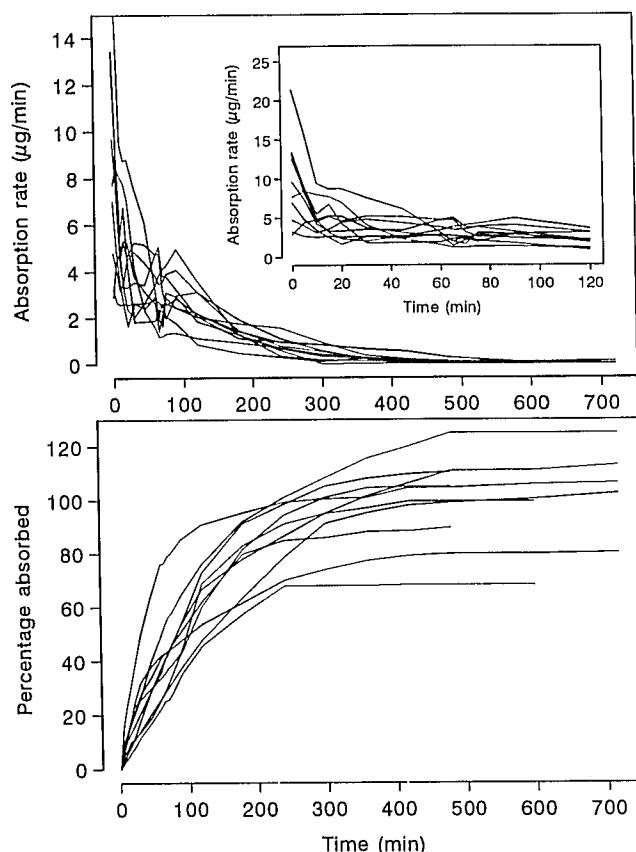 Absorption rate (µg/min)
14
12
10
8
6
4
2
0
0 100 200 300 400 500 600 700
Absorption rate (µg/min)
25
20
15
10
5
0
0 20 40 60 80 100 120
Time (min)
Percentage absorbed
120
100
80
60
40
20
0
0 100 200 300 400 500 600 700
Time (min)